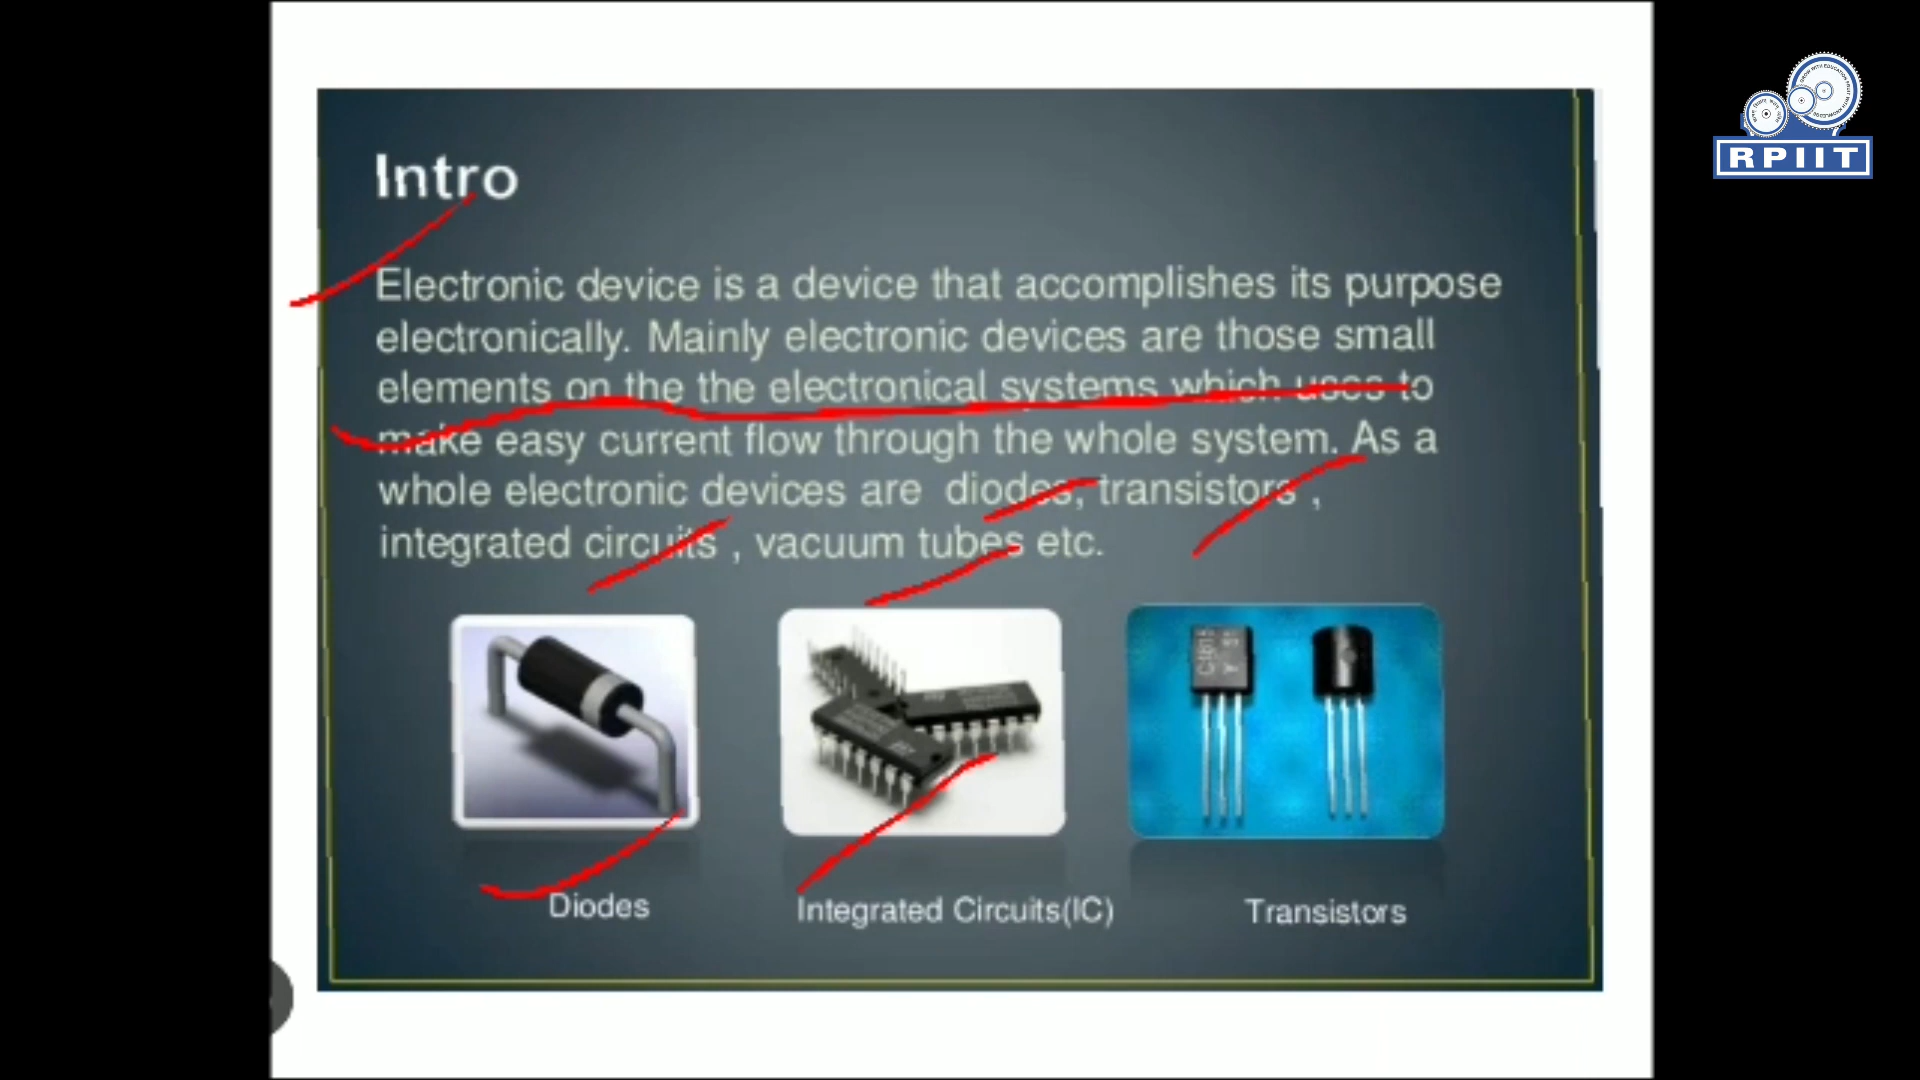 RPIIT
Intro
Electronic device is a device that accomplishes its purpose
electronically. Mainly electronic devices are those small
elements on the the electronical systems which uses to
make easy current flow through the whole system. As a
whole electronic devices are diodes, transistors ,
integrated circuits , vacuum tubes etc.
Diodes
Integrated Circuits(IC)
Transistors